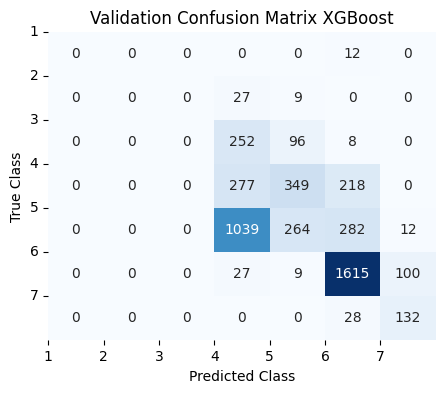 Validation Confusion Matrix XGBoost
1
0 0 0 0 0 12 0
2
0 0 0 27 9 0 0
3
0 0 0 252 96 8 0
4
0 0 0 277 349 218 0
5
0 0 0 1039 264 282 12
6
0 0 0 27 9 1615 100
7
0 0 0 0 0 28 132
1 2 3 4 5 6 7
True Class
Predicted Class